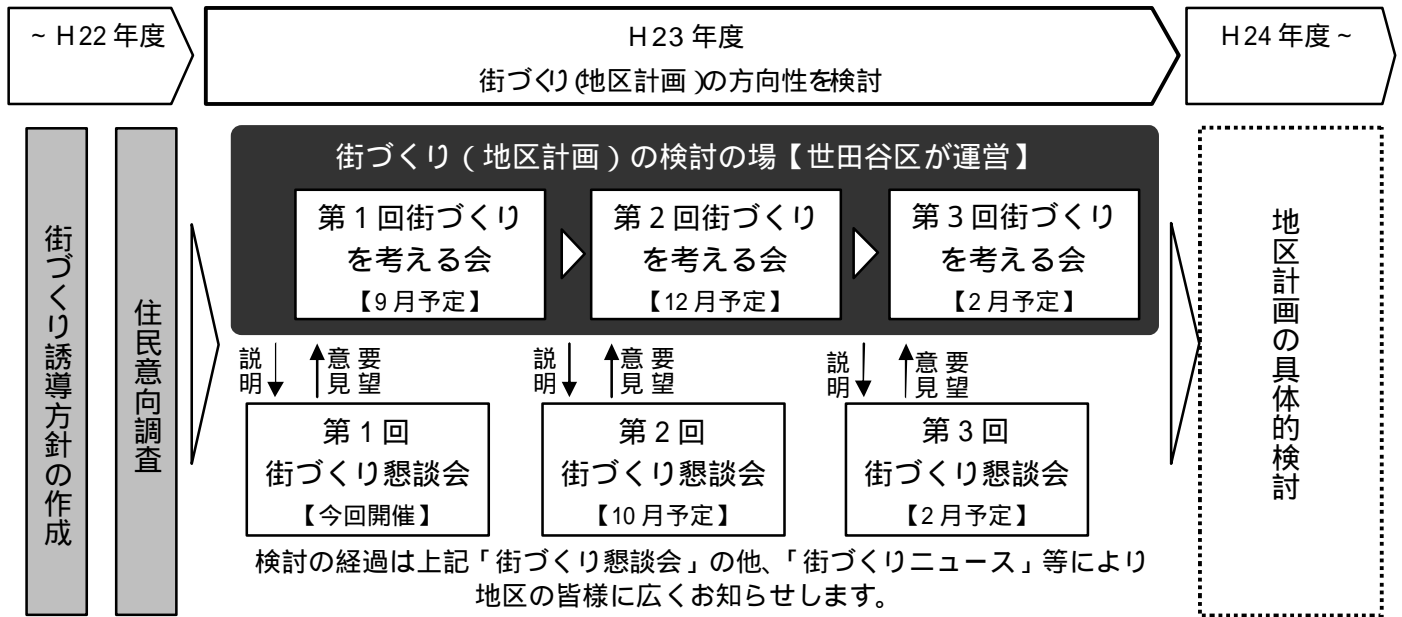 ~ H22 年度
H23 年度
街づくり(地区計画)の方向性を検討
H24 年度 ~
街づくり誘導方針の作成
住民意向調査
街づくり(地区計画)の検討の場【世田谷区が運営】
第1回街づくり
を考える会
【9月予定】
第2回街づくり
を考える会
【12月予定】
第3回街づくり
を考える会
【2月予定】
説明
意見
要望
説明
意見
要望
説明
意見
要望
第1回
街づくり懇談会
【今回開催】
第2回
街づくり懇談会
【10月予定】
第3回
街づくり懇談会
【2月予定】
検討の経過は上記「街づくり懇談会」の他、「街づくりニュース」等により
地区の皆様に広くお知らせします。
地区計画の具体的検討